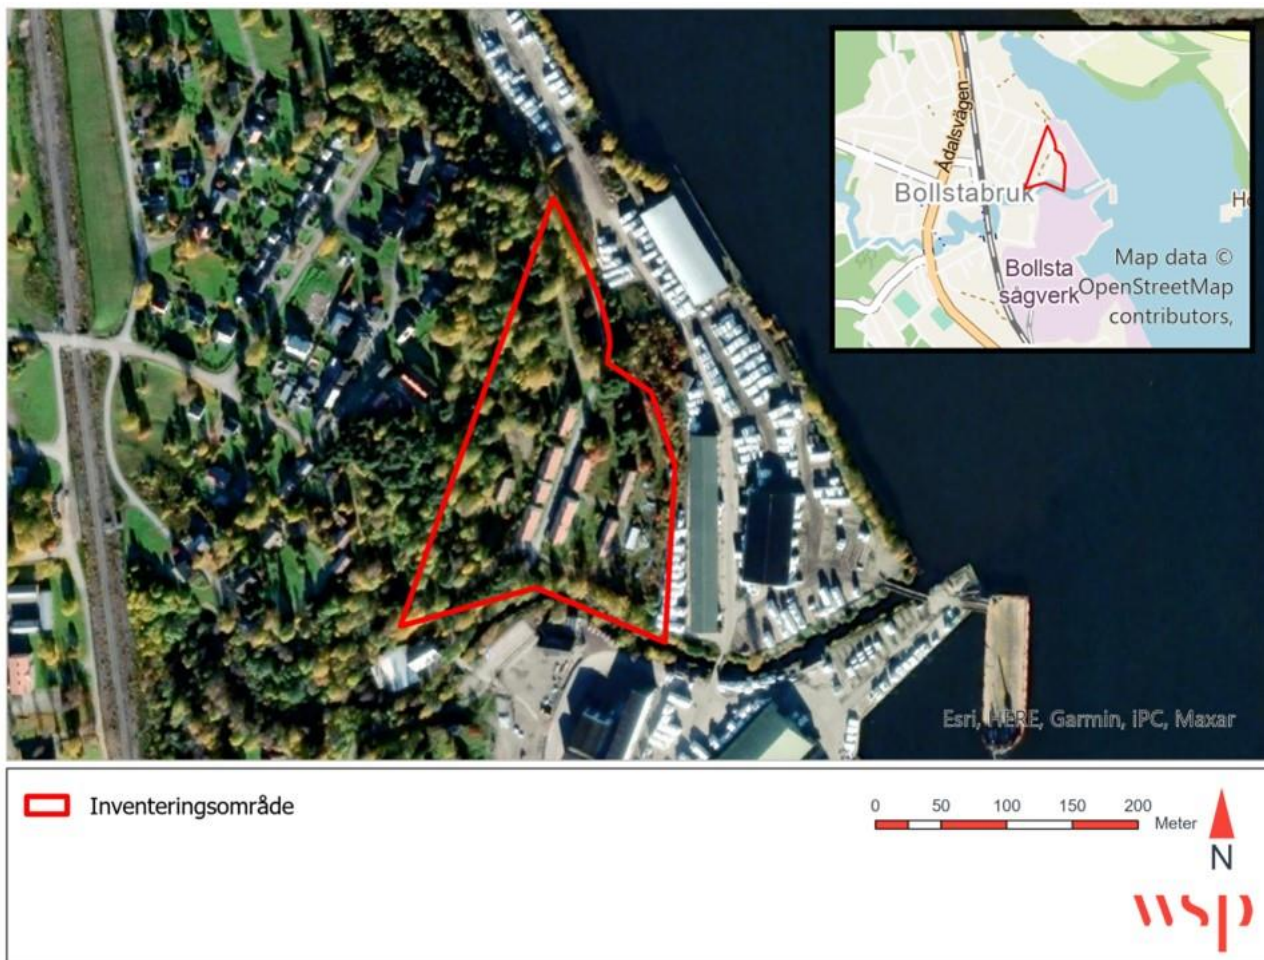 Ådalsvägen
Bollstabruk
Ho
Bollsta
sågverk
Map data ©
OpenStreetMap
contributors,
Esri, HERE, Garmin, iPC, Maxar
Inventeringsområde
0 50 100 150 200
Meter
N
wsp